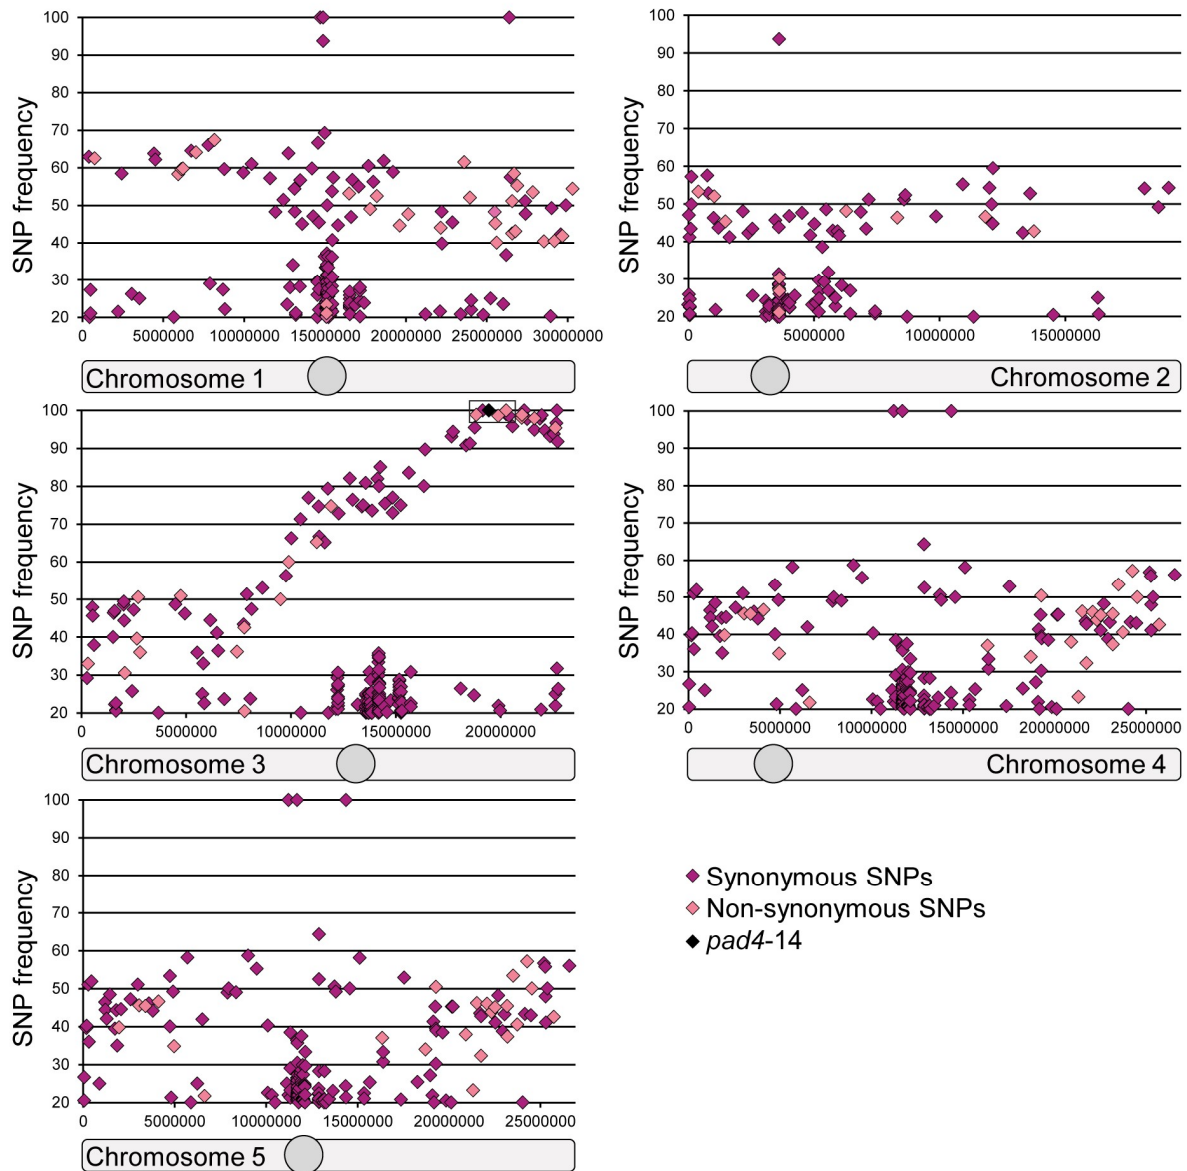 SNP frequency
100
90
80
70
60
50
40
30
20
0 5000000 10000000 15000000 20000000 25000000 30000000
Chromosome 1
SNP frequency
100
90
80
70
60
50
40
30
20
0 5000000 10000000 15000000
Chromosome 2
SNP frequency
100
90
80
70
60
50
40
30
20
0 5000000 10000000 15000000 20000000
Chromosome 3
SNP frequency
100
90
80
70
60
50
40
30
20
0 5000000 10000000 15000000 20000000 25000000
Chromosome 4
SNP frequency
100
90
80
70
60
50
40
30
20
0 5000000 10000000 15000000 20000000 25000000
Chromosome 5
Synonymous SNPs
Non-synonymous SNPs
pad4-14